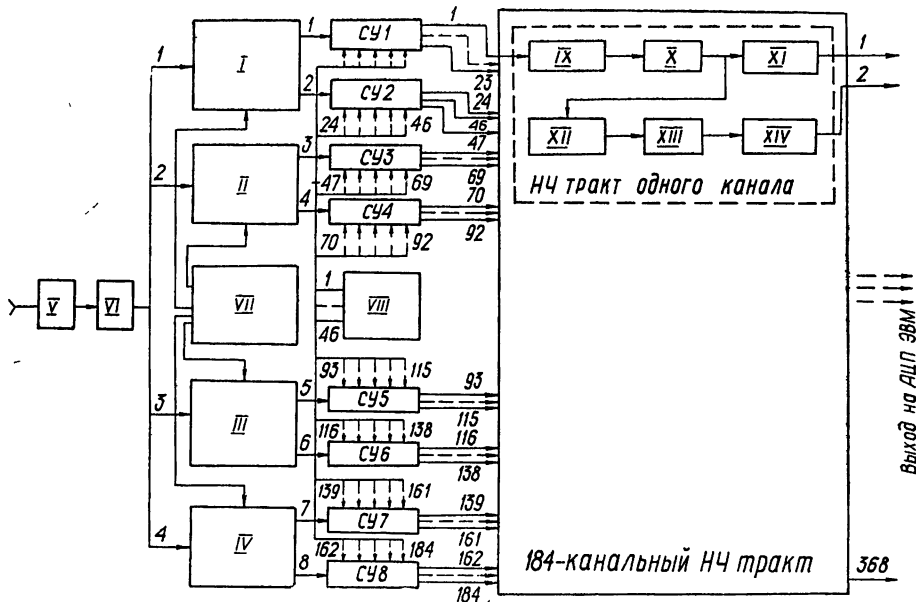 I
II
III
IV
V
VI
VII
VIII
IX
X
XI
XII
XIII
XIV
1
2
3
4
1
2
3
4
5
6
7
8
СУ1
СУ2
СУ3
СУ4
СУ5
СУ6
СУ7
СУ8
24
46
47
69
70
92
1
46
93
115
116
138
139
161
162
184
1
23
24
46
47
69
70
92
93
115
116
138
139
161
162
184
НЧ тракт одного канала
184-канальный НЧ тракт
1
2
368
Выход на АЦП ЭВМ